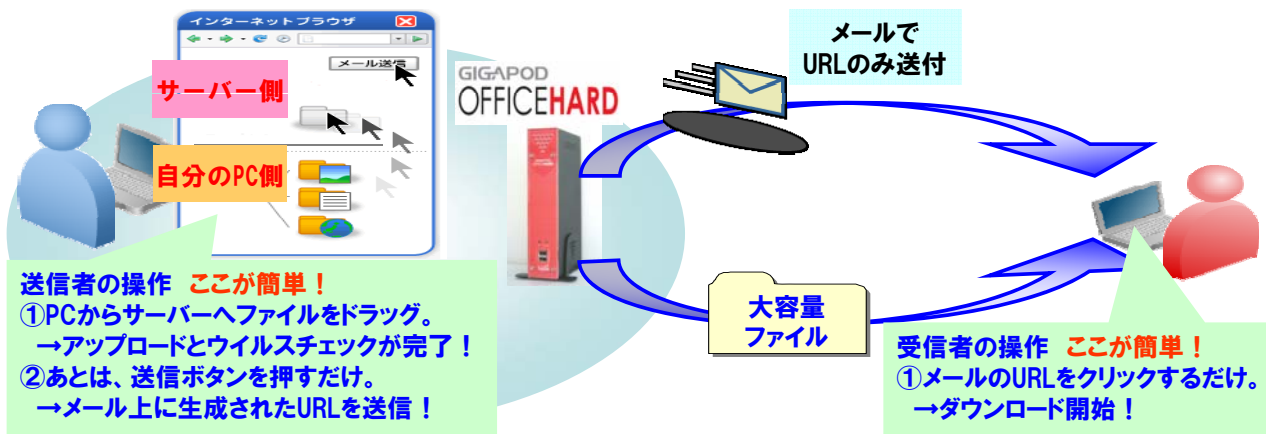 インターネットブラウザ
メール送信
サーバー側
自分のPC側
GIGAPOD
OFFICEHARD
メールで
URLのみ送付
大容量
ファイル
送信者の操作 ここが簡単！
①PCからサーバーへファイルをドラッグ。
→アップロードとウイルスチェックが完了！
②あとは、送信ボタンを押すだけ。
→メール上に生成されたURLを送信！
受信者の操作 ここが簡単！
①メールのURLをクリックするだけ。
→ダウンロード開始！